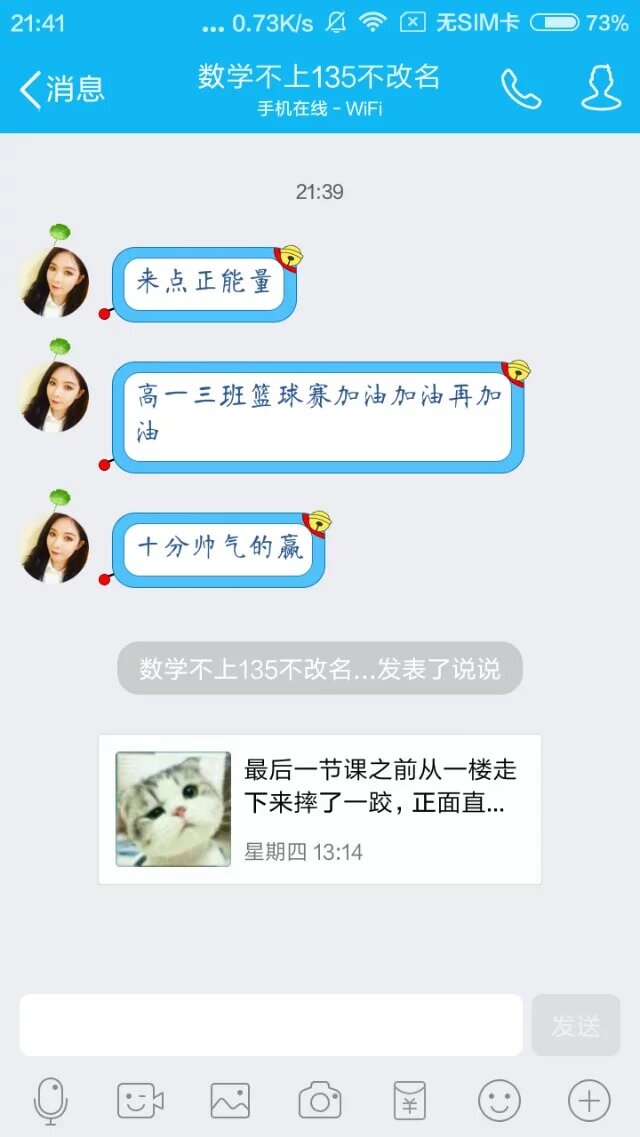 21:41 ... 0.73K/s 无SIM卡 73%
消息
数学不上135不改名
手机在线 - WiFi
21:39
来点正能量
高一三班篮球赛加油加油再加
油
十分帅气的赢
数学不上135不改名...发表了说说
最后一节课之前从一楼走
下来摔了一跤，正面直...
星期四 13:14
发送